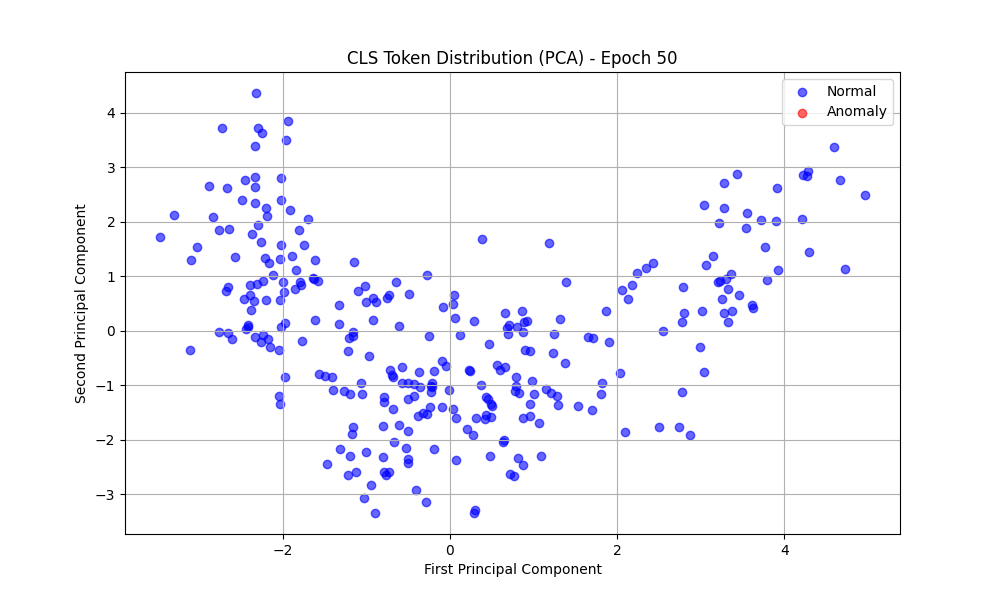 CLS Token Distribution (PCA) - Epoch 50
Normal
Anomaly
Second Principal Component
4
3
2
1
0
−1
−2
−3
−2
0
2
4
First Principal Component